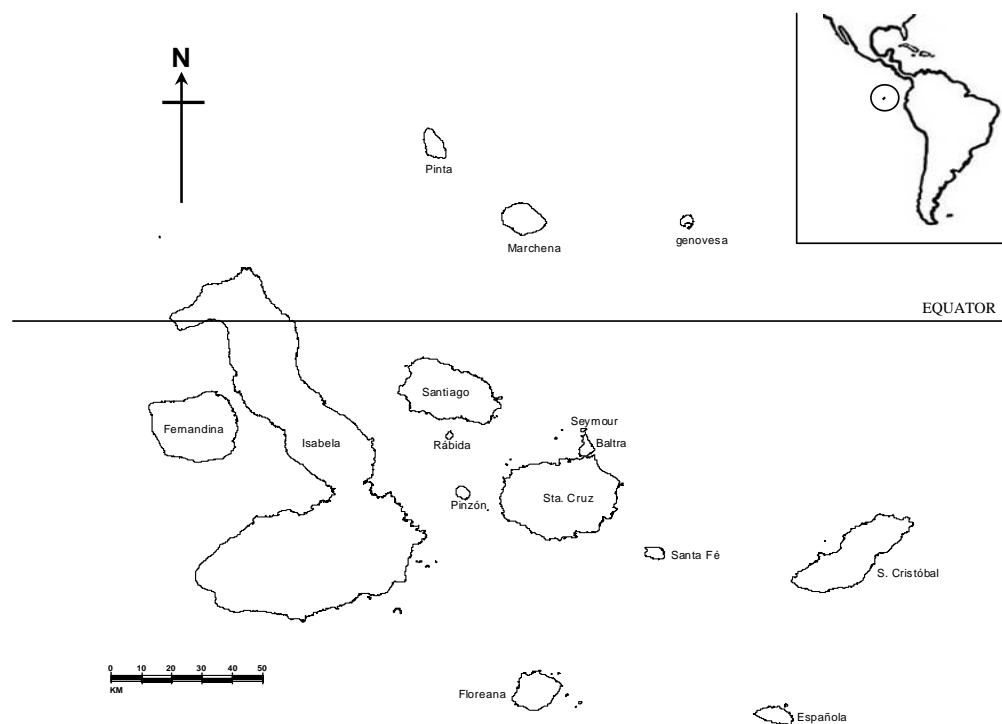 N
Pinta
Marchena
genovesa
EQUATOR
Santiago
Fernandina
Isabela
Rábida
Seymour
Baltra
Pinzón
Sta. Cruz
Santa Fé
S. Cristóbal
0 10 20 30 40 50
KM
Floreana
Española